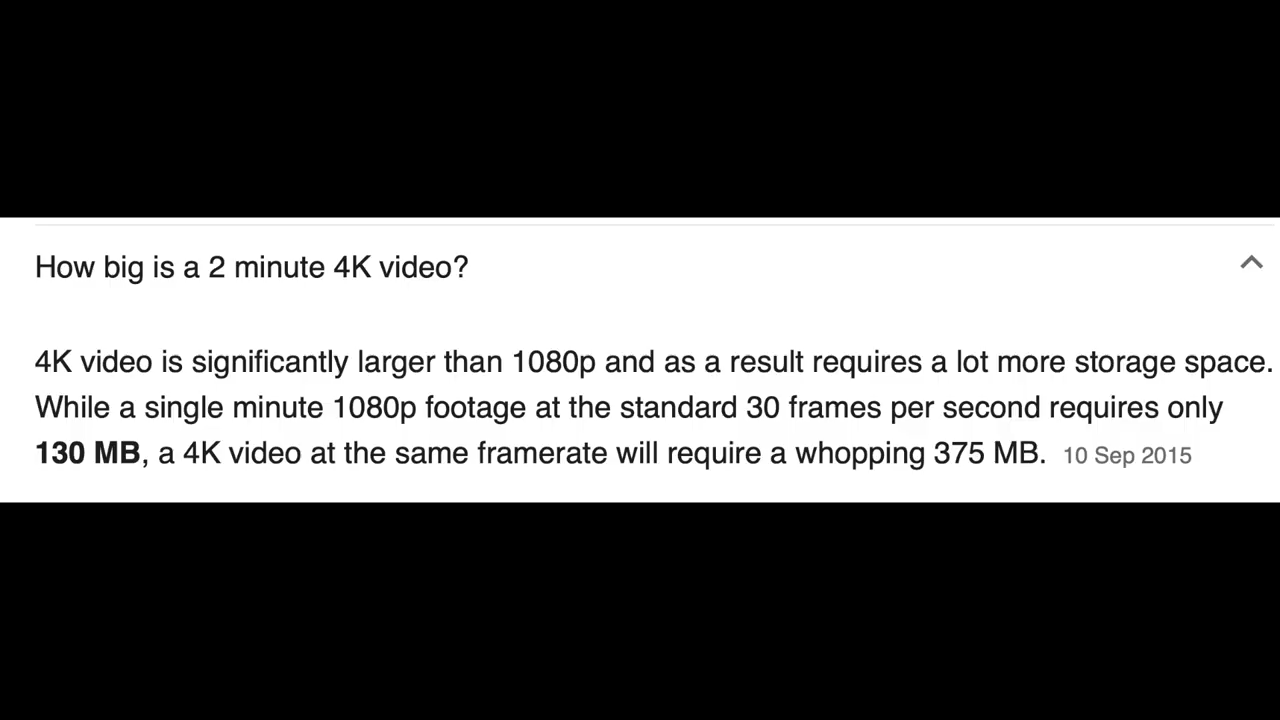 How big is a 2 minute 4K video?
4K video is significantly larger than 1080p and as a result requires a lot more storage space.
While a single minute 1080p footage at the standard 30 frames per second requires only
130 MB, a 4K video at the same framerate will require a whopping 375 MB. 10 Sep 2015